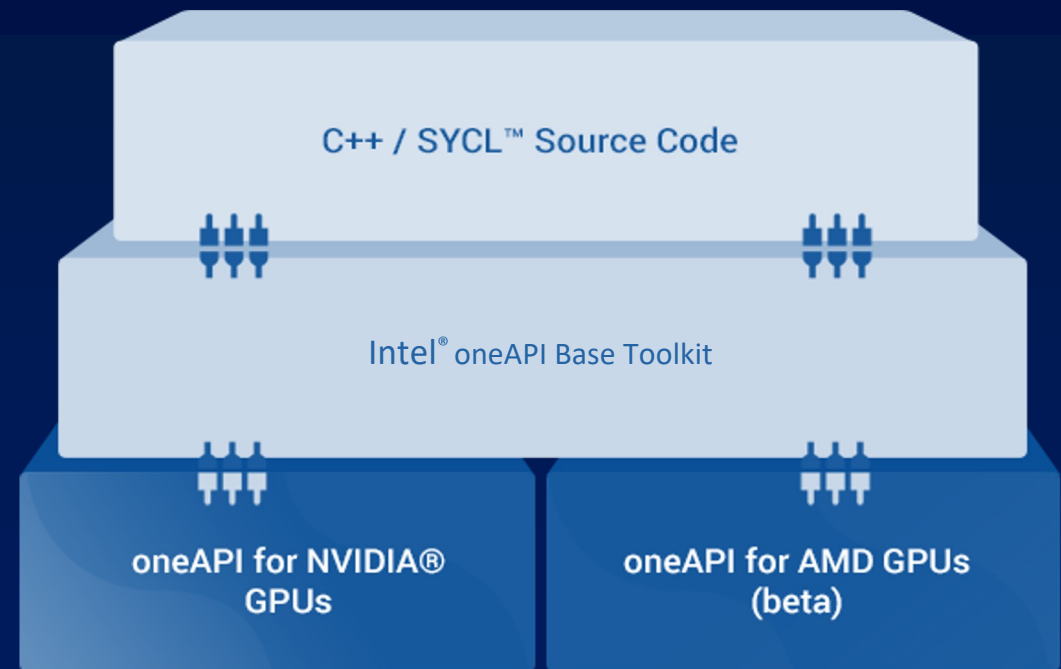 C++ / SYCL™ Source Code
Intel® oneAPI Base Toolkit
oneAPI for NVIDIA®
GPUs
oneAPI for AMD GPUs
(beta)